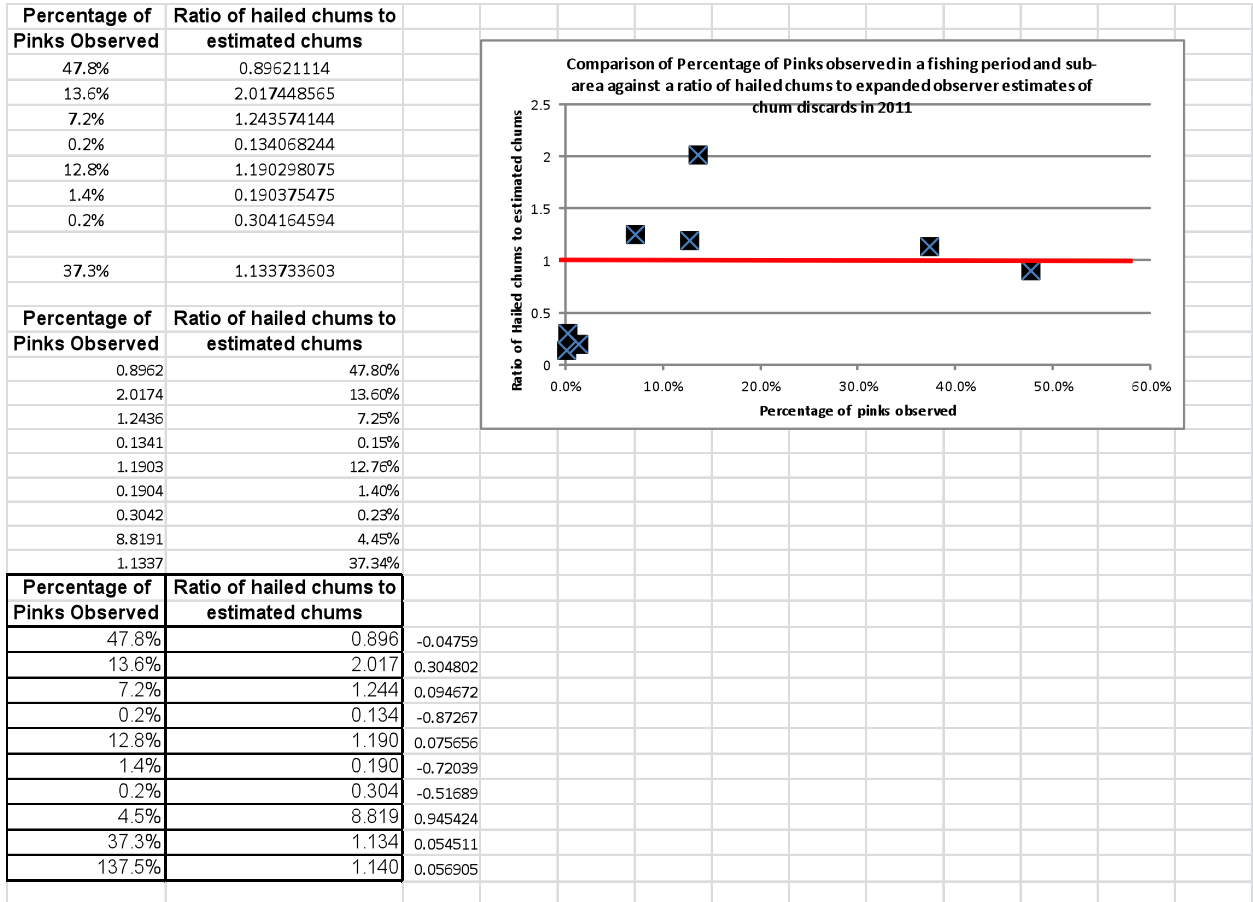 Percentage of Ratio of hailed chums to
Pinks Observed estimated chums
47.8% 0.89621114
13.6% 2.017448565
7.2% 1.243574144
0.2% 0.134068244
12.8% 1.190298075
1.4% 0.190375475
0.2% 0.304164594
37.3% 1.133733603
Percentage of Ratio of hailed chums to
Pinks Observed estimated chums
0.8962 47.80%
2.0174 13.60%
1.2436 7.25%
0.1341 0.15%
1.1903 12.76%
0.1904 1.40%
0.3042 0.23%
8.8191 4.45%
1.1337 37.34%
Percentage of Ratio of hailed chums to
Pinks Observed estimated chums
47.8% 0.896 -0.04759
13.6% 2.017 0.304802
7.2% 1.244 0.094672
0.2% 0.134 -0.87267
12.8% 1.190 0.075656
1.4% 0.190 -0.72039
0.2% 0.304 -0.51689
4.5% 8.819 0.945424
37.3% 1.134 0.054511
137.5% 1.140 0.056905
Comparison of Percentage of Pinks observed in a fishing period and sub-
area against a ratio of hailed chums to expanded observer estimates of
chum discards in 2011
Ratio of Hailed chums to estimated chums
2.5
2
1.5
1
0.5
0
0.0% 10.0% 20.0% 30.0% 40.0% 50.0% 60.0%
Percentage of pinks observed